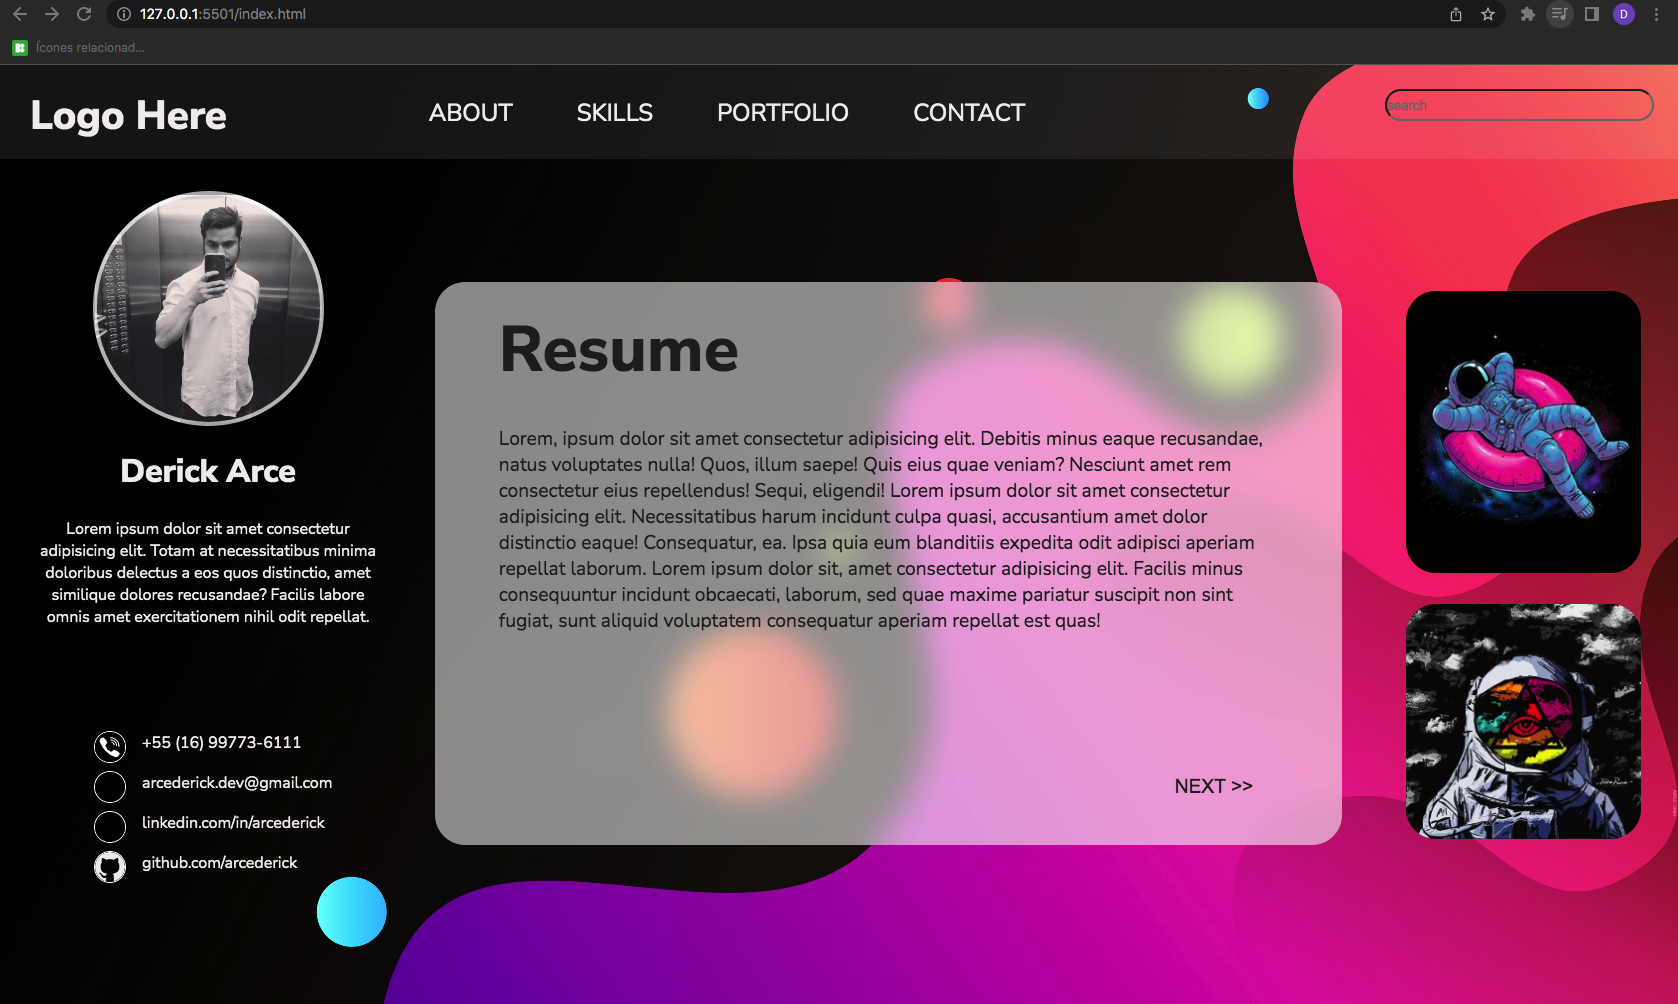 127.0.0.1:5501/index.html
D
Ícones relacionad...
Logo Here
ABOUT
SKILLS
PORTFOLIO
CONTACT
search
Derick Arce
Lorem ipsum dolor sit amet consectetur
adipisicing elit. Totam at necessitatibus minima
doloribus delectus a eos quos distinctio, amet
similique dolores recusandae? Facilis labore
omnis amet exercitationem nihil odit repellat.
+55 (16) 99773-6111
arcederick.dev@gmail.com
linkedin.com/in/arcederick
github.com/arcederick
Resume
Lorem, ipsum dolor sit amet consectetur adipisicing elit. Debitis minus eaque recusandae,
natus voluptates nulla! Quos, illum saepe! Quis eius quae veniam? Nesciunt amet rem
consectetur eius repellendus! Sequi, eligendi! Lorem ipsum dolor sit amet consectetur
adipisicing elit. Necessitatibus harum incidunt culpa quasi, accusantium amet dolor
distinctio eaque! Consequatur, ea. Ipsa quia eum blanditiis expedita odit adipisci aperiam
repellat laborum. Lorem ipsum dolor sit, amet consectetur adipisicing elit. Facilis minus
consequuntur incidunt obcaecati, laborum, sed quae maxime pariatur suscipit non sint
fugiat, sunt aliquid voluptatem consequatur aperiam repellat est quas!
NEXT >>